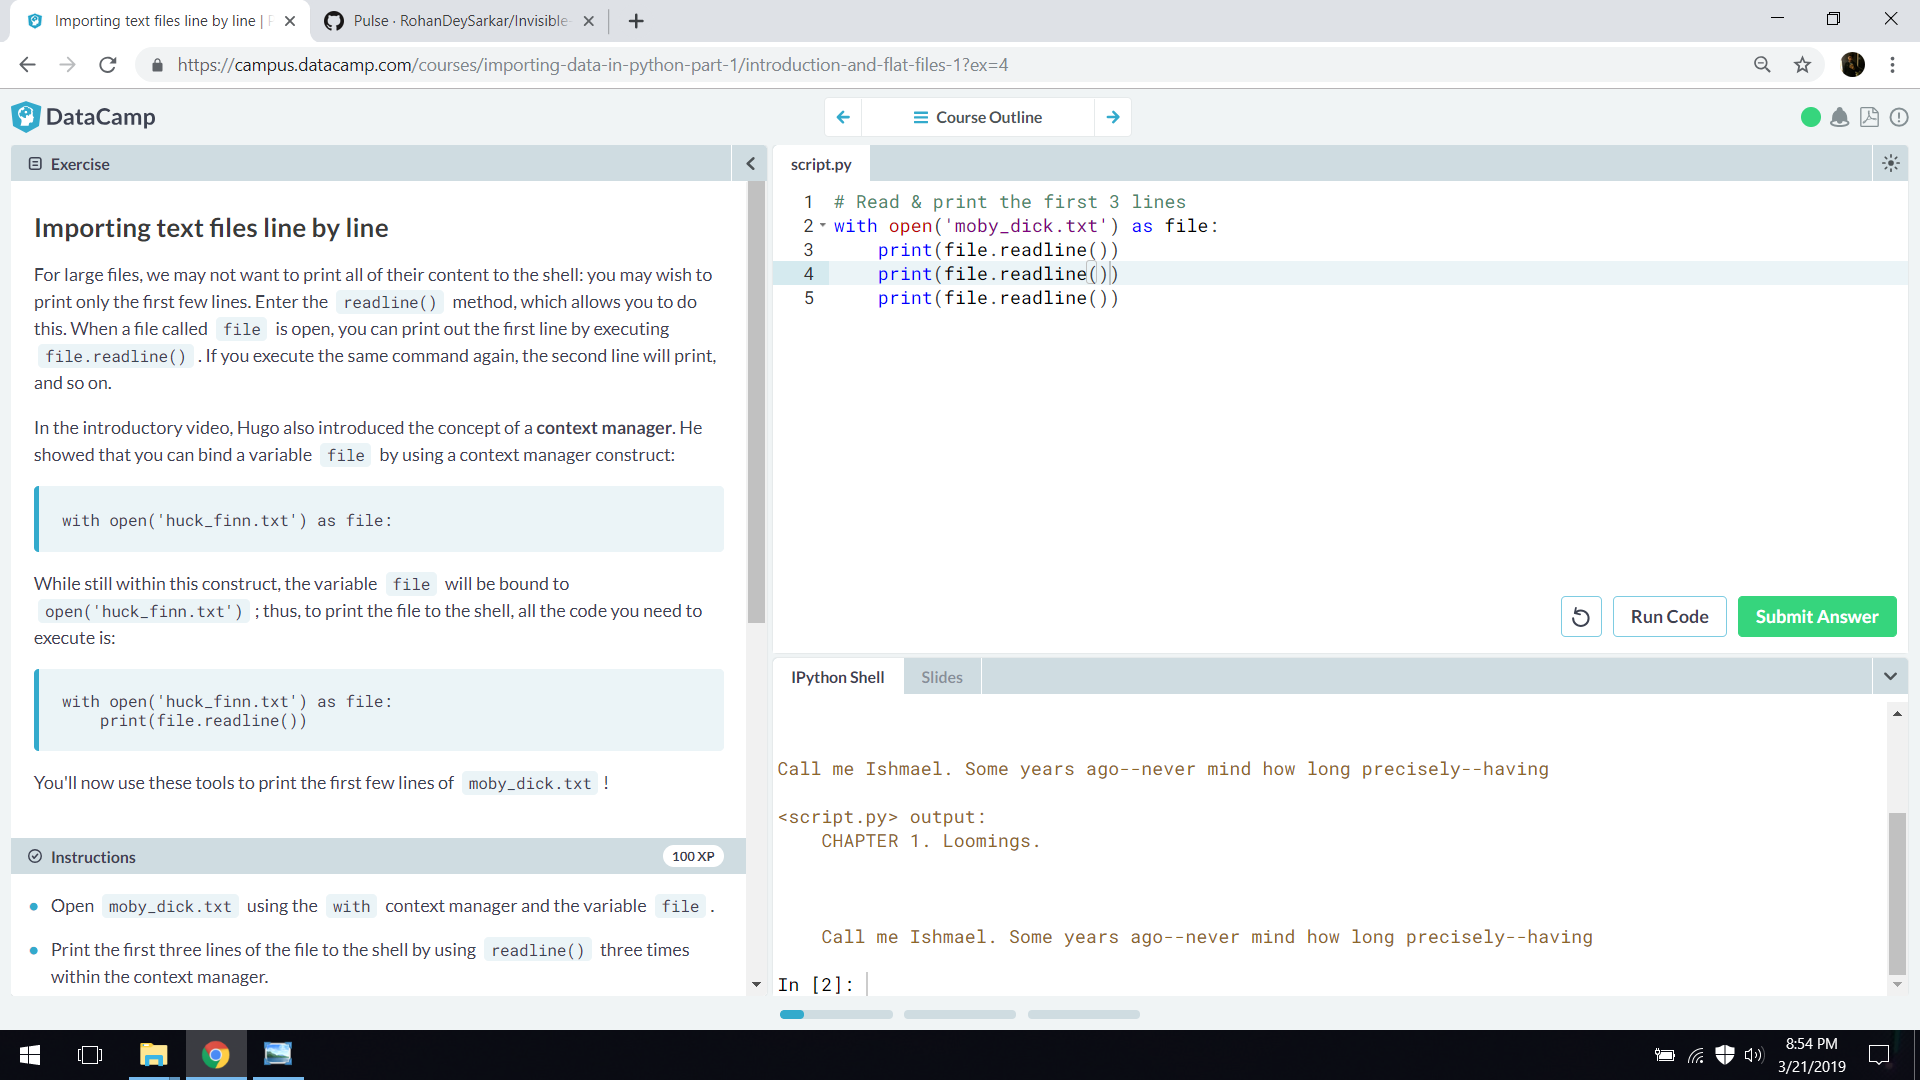 Importing text files line by line | P
Pulse · RohanDeySarkar/Invisible-
https://campus.datacamp.com/courses/importing-data-in-python-part-1/introduction-and-flat-files-1?ex=4
DataCamp
Course Outline
Exercise
Importing text files line by line
For large files, we may not want to print all of their content to the shell: you may wish to
print only the first few lines. Enter the readline() method, which allows you to do
this. When a file called file is open, you can print out the first line by executing
file.readline() . If you execute the same command again, the second line will print,
and so on.
In the introductory video, Hugo also introduced the concept of a context manager. He
showed that you can bind a variable file by using a context manager construct:
with open('huck_finn.txt') as file:
While still within this construct, the variable file will be bound to
open('huck_finn.txt') ; thus, to print the file to the shell, all the code you need to
execute is:
with open('huck_finn.txt') as file:
    print(file.readline())
You'll now use these tools to print the first few lines of moby_dick.txt !
Instructions
100 XP
Open moby_dick.txt using the with context manager and the variable file .
Print the first three lines of the file to the shell by using readline() three times
within the context manager.
script.py
1 # Read & print the first 3 lines
2 with open('moby_dick.txt') as file:
3     print(file.readline())
4     print(file.readline())
5     print(file.readline())
Run Code
Submit Answer
IPython Shell
Slides
Call me Ishmael. Some years ago--never mind how long precisely--having
<script.py> output:
    CHAPTER 1. Loomings.
    Call me Ishmael. Some years ago--never mind how long precisely--having
In [2]:
8:54 PM
3/21/2019